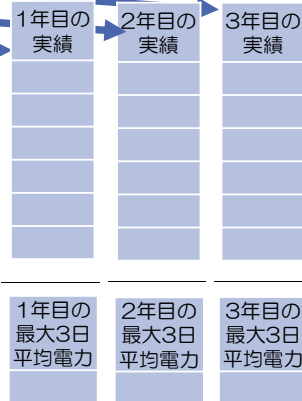 1年目の
実績
2年目の
実績
3年目の
実績
1年目の
最大3日
平均電力
2年目の
最大3日
平均電力
3年目の
最大3日
平均電力